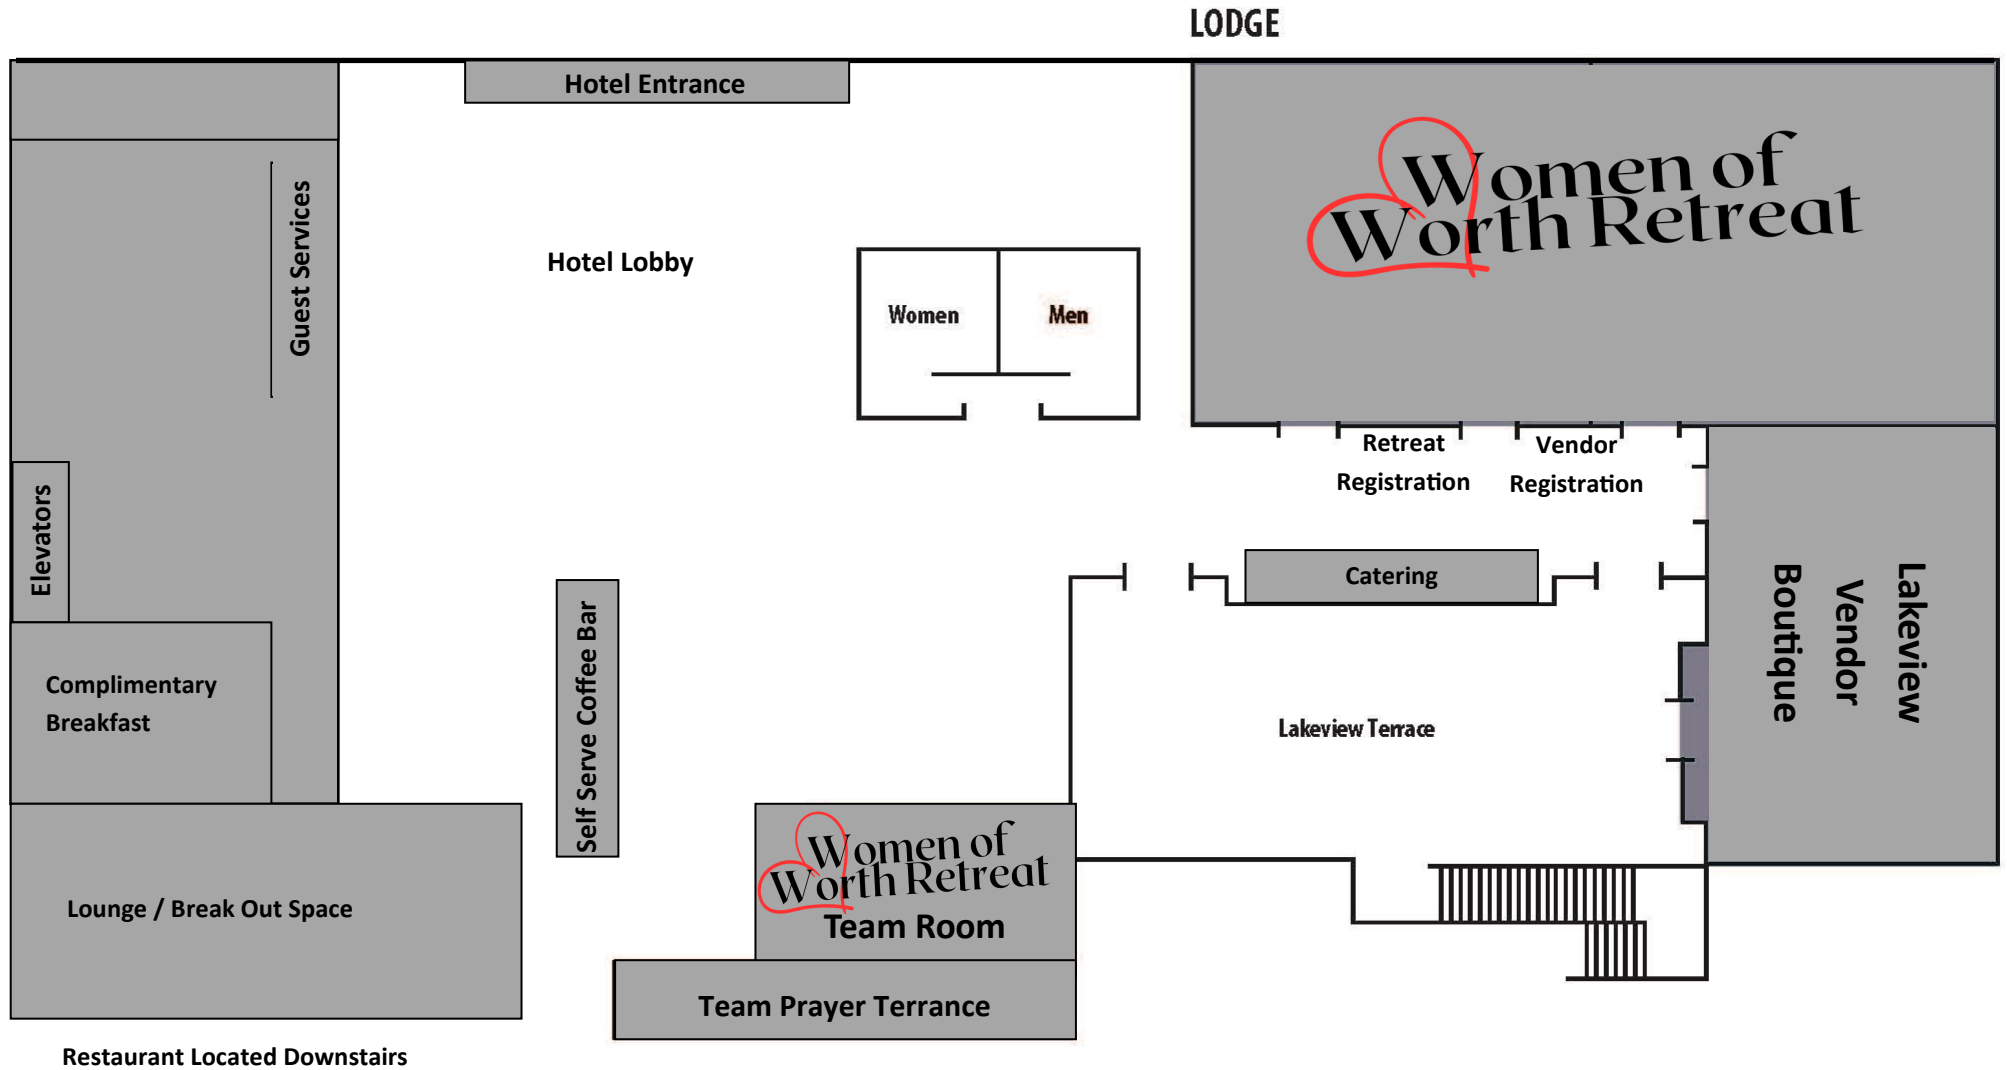 LODGE
Hotel Entrance
Women of
Worth Retreat
Guest Services
Hotel Lobby
Women
Men
Retreat
Registration
Vendor
Registration
Elevators
Catering
Self Serve Coffee Bar
Lakeview
Vendor
Boutique
Complimentary
Breakfast
Lakeview Terrace
Women of
Worth Retreat
Team Room
Lounge / Break Out Space
Team Prayer Terrance
Restaurant Located Downstairs